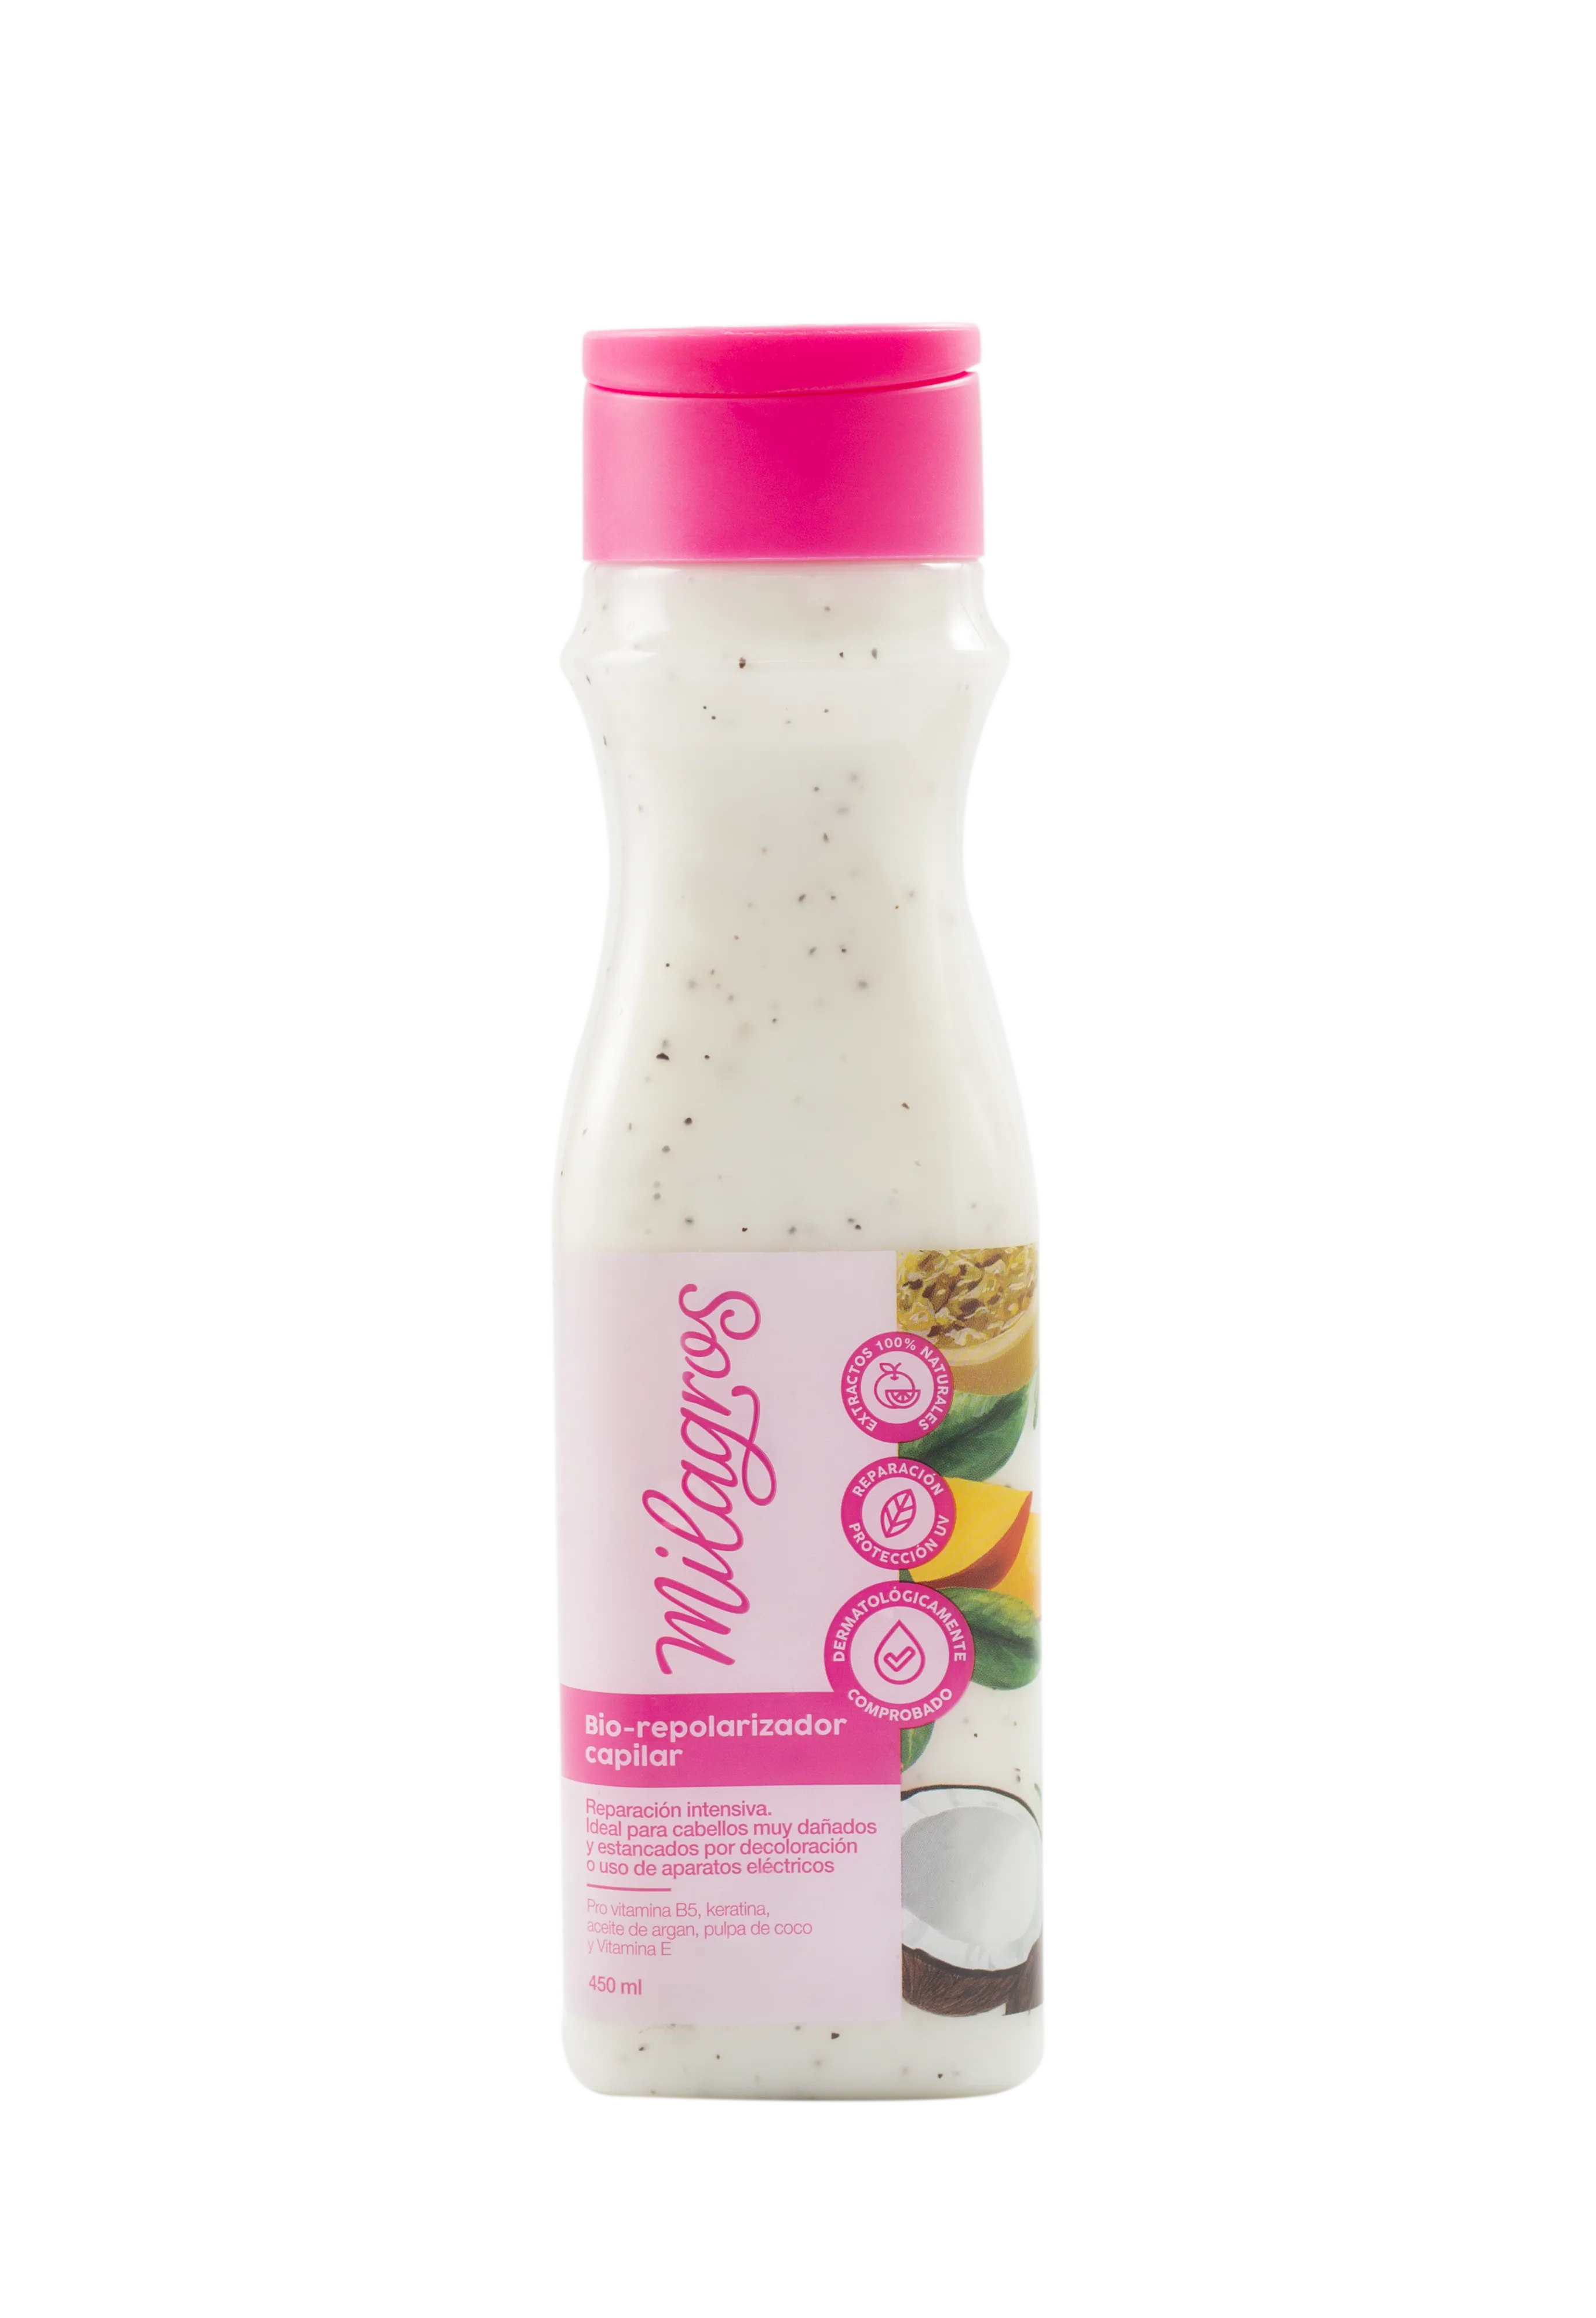 Milagros
EXTRACTOS 100% NATURALES
REPARACIÓN
PROTECCIÓN UV
DERMATOLÓGICAMENTE
COMPROBADO
Bio-repolarizador
capilar
Reparación intensiva.
Ideal para cabellos muy dañados
y estancados por decoloración
o uso de aparatos eléctricos
Pro vitamina B5, keratina,
aceite de argan, pulpa de coco
y Vitamina E
450 ml